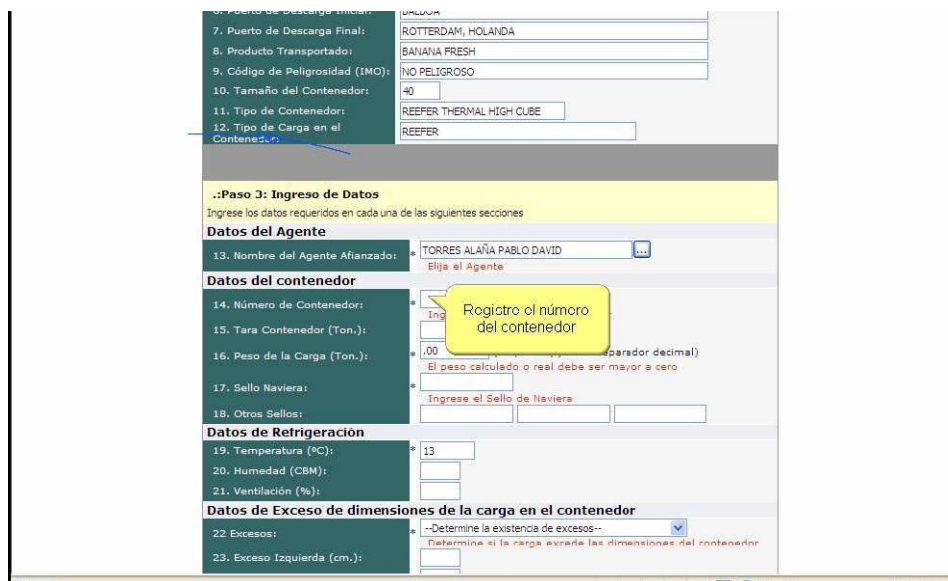 7. Puerto de Descarga Final: ROTTERDAM, HOLANDA
8. Producto Transportado: BANANA FRESH
9. Código de Peligrosidad (IMO): NO PELIGROSO
10. Tamaño del Contenedor: 40
11. Tipo de Contenedor: REEFER THERMAL HIGH CUBE
12. Tipo de Carga en el
Contenedor: REEFER
.:Paso 3: Ingreso de Datos
Ingrese los datos requeridos en cada una de las siguientes secciones
Datos del Agente
13. Nombre del Agente Afianzado: * TORRES ALAÑA PABLO DAVID ...
Elija el Agente
Datos del contenedor
14. Número de Contenedor: *
Registre el número
del contenedor
15. Tara Contenedor (Ton.):
16. Peso de la Carga (Ton.): * .00 decimal)
El peso calculado o real debe ser mayor a cero
17. Sello Naviera: *
Ingrese el Sello de Naviera
18. Otros Sellos:
Datos de Refrigeración
19. Temperatura (ºC): * 13
20. Humedad (CBM):
21. Ventilación (%):
Datos de Exceso de dimensiones de la carga en el contenedor
22 Excesos: * --Determine la existencia de excesos--
Determine si la carga excede las dimensiones del contenedor
23. Exceso Izquierda (cm.):